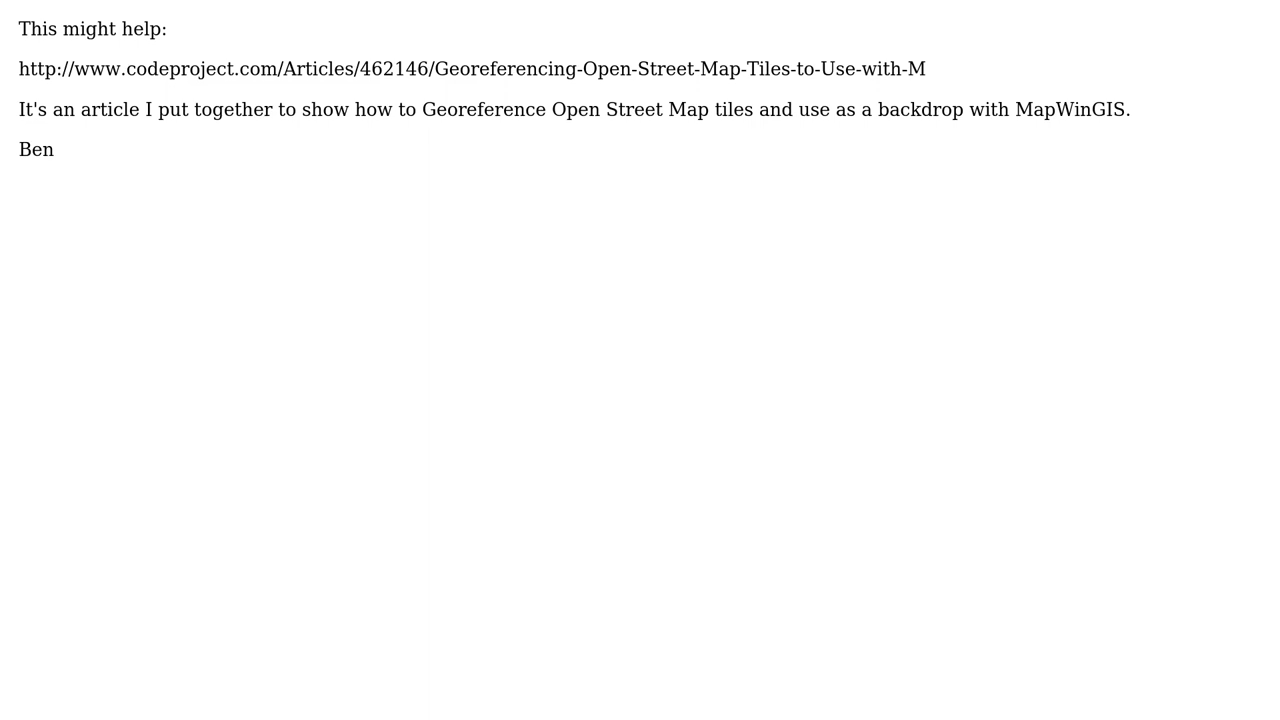 This might help:
http://www.codeproject.com/Articles/462146/Georeferencing-Open-Street-Map-Tiles-to-Use-with-M
It's an article I put together to show how to Georeference Open Street Map tiles and use as a backdrop with MapWinGIS.
Ben